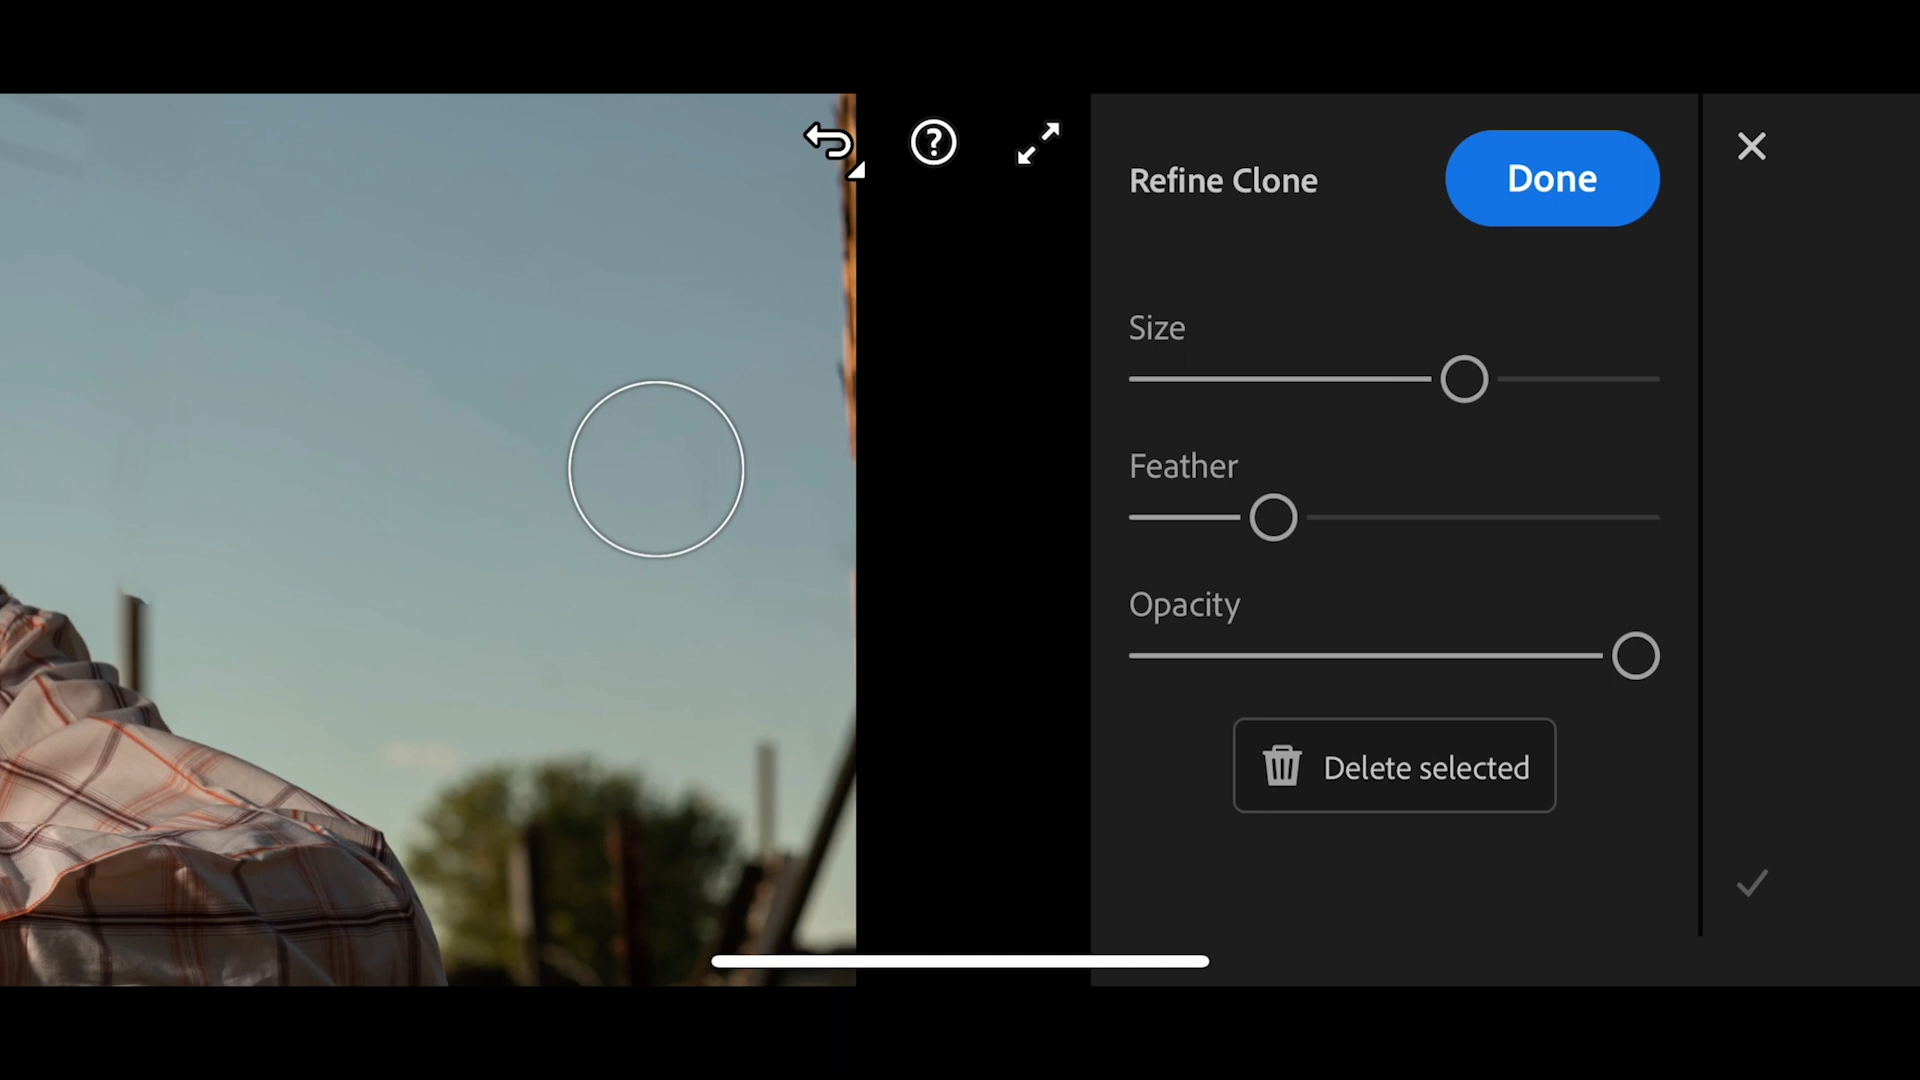 Refine Clone
Done
Size
Feather
Opacity
Delete selected